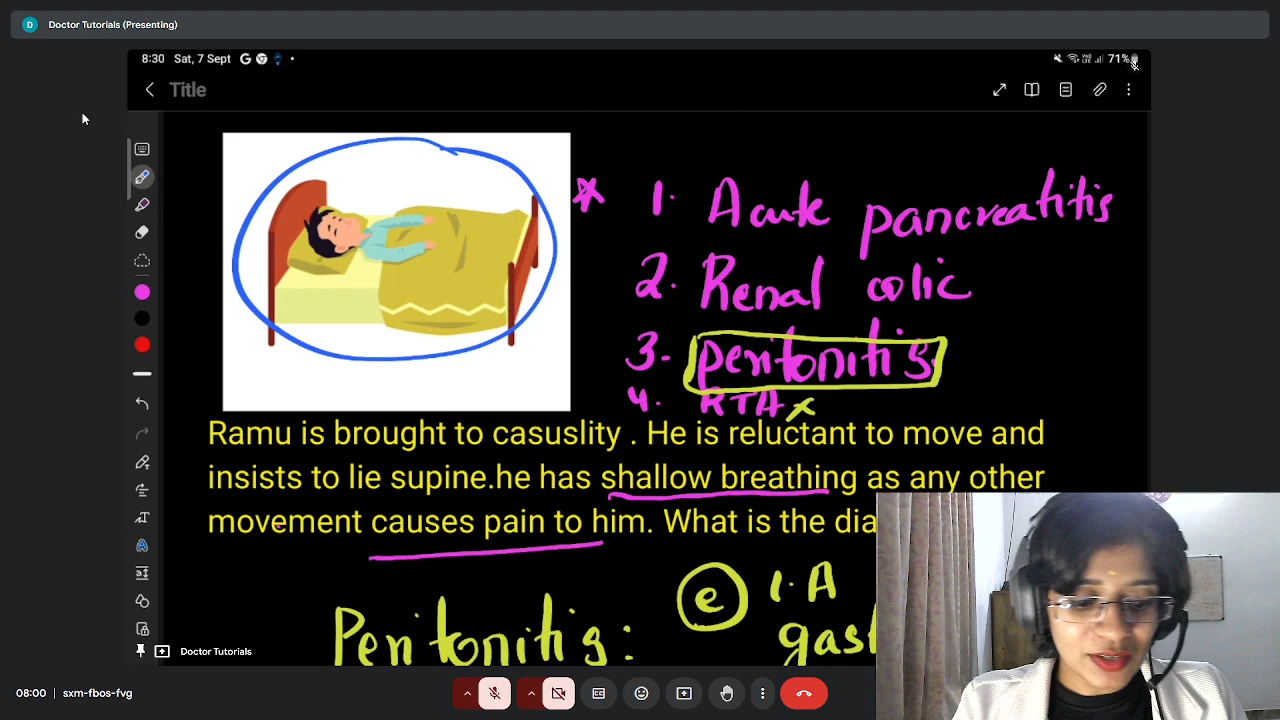 Doctor Tutorials (Presenting)
8:30 Sat, 7 Sept
71%
Title
1. Acute pancreatitis
2. Renal colic
3. peritonitis
4. RTA x
Ramu is brought to casuslity . He is reluctant to move and
insists to lie supine.he has shallow breathing as any other
movement causes pain to him. What is the dia
Peritonitis: e 1. A
gast
Doctor Tutorials
08:00 | sxm-fbos-fvg